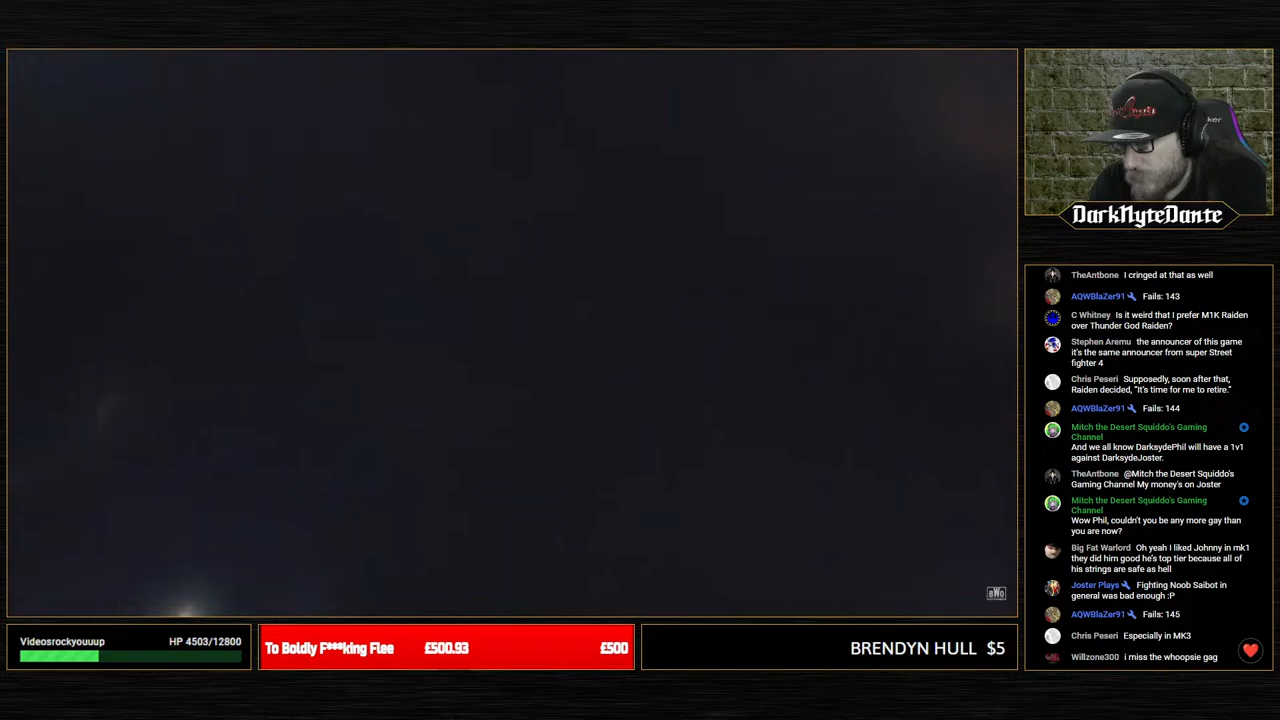 ker
DarkNyteDante
TheAntbone I cringed at that as well
AQWBlaZer91 Fails: 143
C Whitney Is it weird that I prefer M1K Raiden
over Thunder God Raiden?
Stephen Aremu the announcer of this game
it's the same announcer from super Street
fighter 4
Chris Peseri Supposedly, soon after that,
Raiden decided, "It's time for me to retire."
AQWBlaZer91 Fails: 144
Mitch the Desert Squiddo's Gaming
Channel
And we all know DarksydePhil will have a 1v1
against DarksydeJoster.
TheAntbone @Mitch the Desert Squiddo's
Gaming Channel My money's on Joster
Mitch the Desert Squiddo's Gaming
Channel
Wow Phil, couldn't you be any more gay than
you are now?
Big Fat Warlord Oh yeah I liked Johnny in mk1
they did him good he's top tier because all of
his strings are safe as hell
Joster Plays Fighting Noob Saibot in
general was bad enough :P
AQWBlaZer91 Fails: 145
Chris Peseri Especially in MK3
Willzone300 i miss the whoopsie gag
BWO
Videosrockyouuup HP 4503/12800
To Boldly F***king Flee £500.93 £500
BRENDYN HULL $5